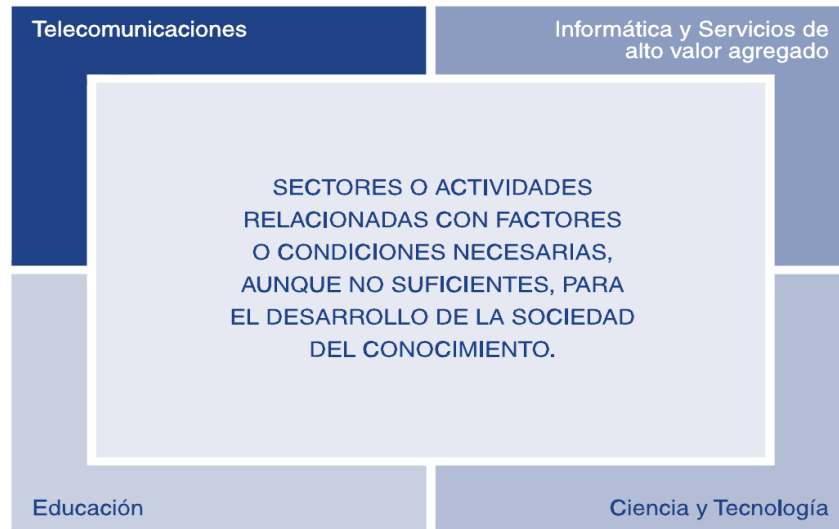 Telecomunicaciones
Informática y Servicios de
alto valor agregado
SECTORES O ACTIVIDADES
RELACIONADAS CON FACTORES
O CONDICIONES NECESARIAS,
AUNQUE NO SUFICIENTES, PARA
EL DESARROLLO DE LA SOCIEDAD
DEL CONOCIMIENTO.
Educación
Ciencia y Tecnología